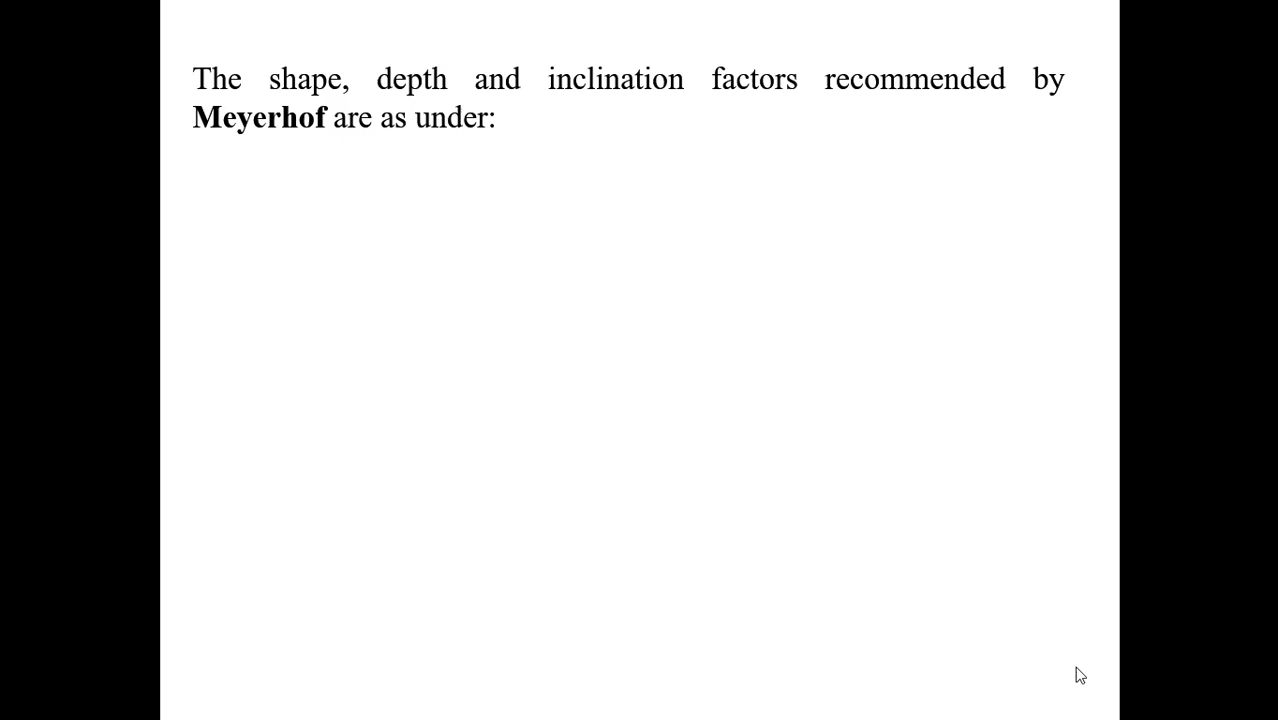 The shape, depth and inclination factors recommended by
Meyerhof are as under: